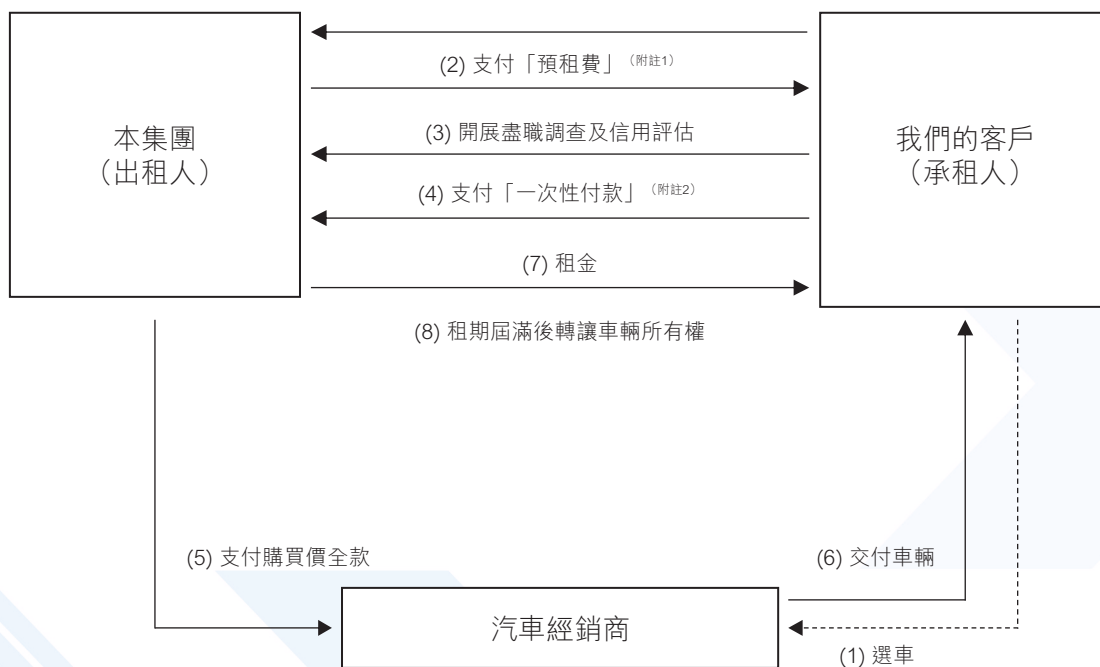 (2) 支付「預租費」（附註1）
(3) 開展盡職調查及信用評估
本集團
（出租人）
我們的客戶
（承租人）
(4) 支付「一次性付款」（附註2）
(7) 租金
(8) 租期屆滿後轉讓車輛所有權
(5) 支付購買價全款
(6) 交付車輛
汽車經銷商
(1) 選車